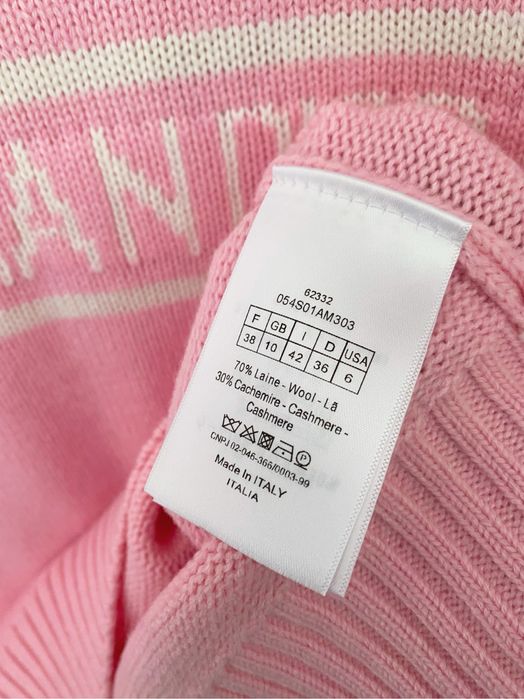 AND
62332
054S01AM303
F GB I D USA
38 10 42 36 6
70% Laine - Wool - Lã
30% Cachemire - Cashmere -
Cashmere
P
CNPJ 02-046-366/0003-99
Made in ITALY
ITALIA